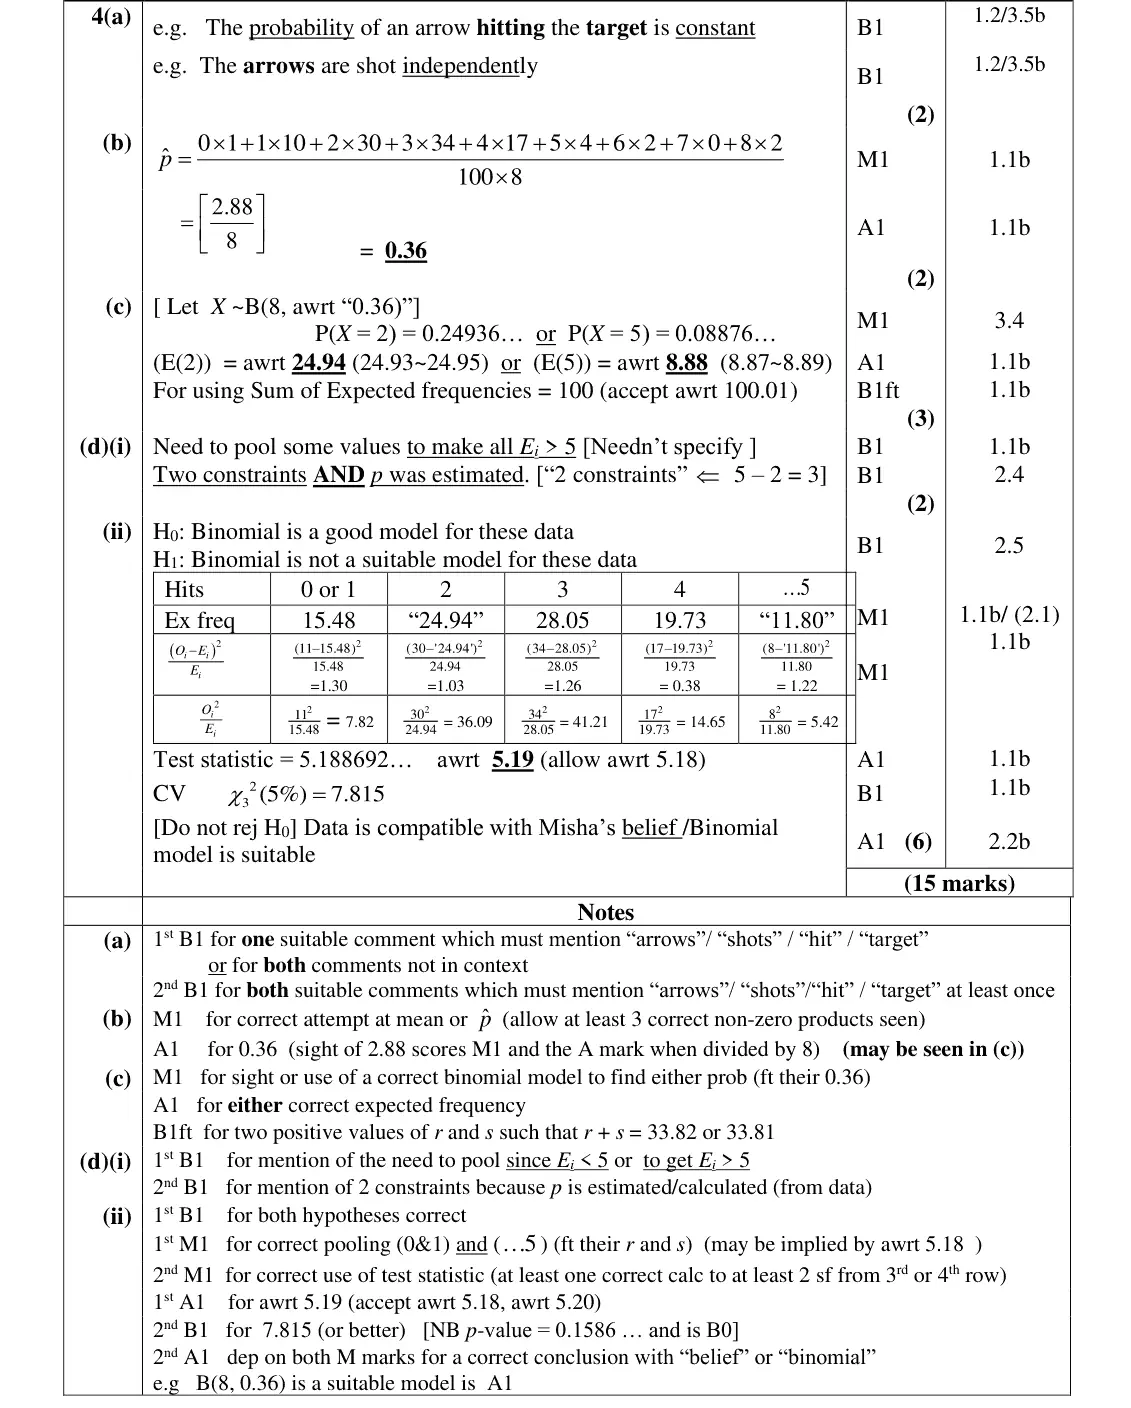 4(a) e.g. The probability of an arrow hitting the target is constant B1 1.2/3.5b
e.g. The arrows are shot independently B1 1.2/3.5b
(2)
(b) p̂ = (0×1+1×10+2×30+3×34+4×17+5×4+6×2+7×0+8×2)/(100×8) M1 1.1b
= [2.88/8] = 0.36 A1 1.1b
(2)
(c) [ Let X ~B(8, awrt “0.36)”]
P(X = 2) = 0.24936… or P(X = 5) = 0.08876… M1 3.4
(E(2)) = awrt 24.94 (24.93~24.95) or (E(5)) = awrt 8.88 (8.87~8.89) A1 1.1b
For using Sum of Expected frequencies = 100 (accept awrt 100.01) B1ft 1.1b
(3)
(d)(i) Need to pool some values to make all Eᵢ > 5 [Needn’t specify ] B1 1.1b
Two constraints AND p was estimated. [“2 constraints” ⇐ 5 – 2 = 3] B1 2.4
(2)
(ii) H₀: Binomial is a good model for these data
H₁: Binomial is not a suitable model for these data B1 2.5
Hits 0 or 1 2 3 4 …5
Ex freq 15.48 “24.94” 28.05 19.73 “11.80” M1 1.1b/ (2.1)
(Oᵢ−Eᵢ)²/Eᵢ (11−15.48)²/15.48 =1.30 (30−'24.94')²/24.94 =1.03 (34−28.05)²/28.05 =1.26 (17−19.73)²/19.73 = 0.38 (8−'11.80')²/11.80 = 1.22 M1 1.1b
Oᵢ²/Eᵢ 11²/15.48 = 7.82 30²/24.94 = 36.09 34²/28.05 = 41.21 17²/19.73 = 14.65 8²/11.80 = 5.42
Test statistic = 5.188692… awrt 5.19 (allow awrt 5.18) A1 1.1b
CV χ₃²(5%) = 7.815 B1 1.1b
[Do not rej H₀] Data is compatible with Misha’s belief /Binomial
model is suitable A1 (6) 2.2b
(15 marks)
Notes
(a) 1st B1 for one suitable comment which must mention “arrows”/ “shots” / “hit” / “target”
or for both comments not in context
2nd B1 for both suitable comments which must mention “arrows”/ “shots”/“hit” / “target” at least once
(b) M1 for correct attempt at mean or p̂ (allow at least 3 correct non-zero products seen)
A1 for 0.36 (sight of 2.88 scores M1 and the A mark when divided by 8) (may be seen in (c))
(c) M1 for sight or use of a correct binomial model to find either prob (ft their 0.36)
A1 for either correct expected frequency
B1ft for two positive values of r and s such that r + s = 33.82 or 33.81
(d)(i) 1st B1 for mention of the need to pool since Eᵢ < 5 or to get Eᵢ > 5
2nd B1 for mention of 2 constraints because p is estimated/calculated (from data)
(ii) 1st B1 for both hypotheses correct
1st M1 for correct pooling (0&1) and (…5 ) (ft their r and s) (may be implied by awrt 5.18 )
2nd M1 for correct use of test statistic (at least one correct calc to at least 2 sf from 3rd or 4th row)
1st A1 for awrt 5.19 (accept awrt 5.18, awrt 5.20)
2nd B1 for 7.815 (or better) [NB p-value = 0.1586 … and is B0]
2nd A1 dep on both M marks for a correct conclusion with “belief” or “binomial”
e.g B(8, 0.36) is a suitable model is A1